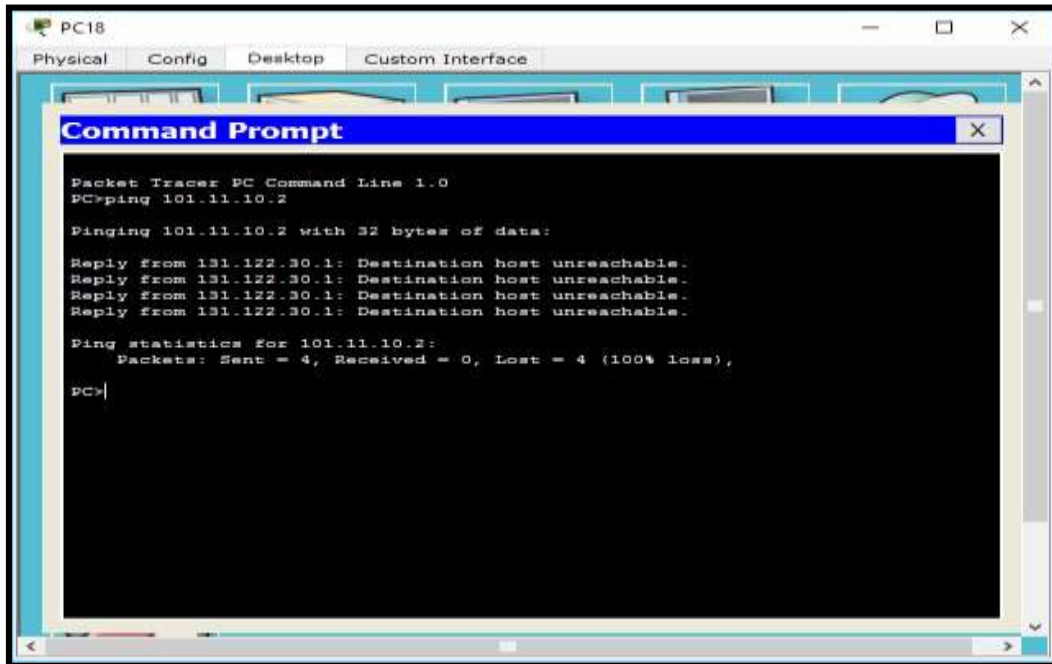 PC18
Physical Config Desktop Custom Interface
Command Prompt X
Packet Tracer PC Command Line 1.0
PC>ping 101.11.10.2
Pinging 101.11.10.2 with 32 bytes of data:
Reply from 131.122.30.1: Destination host unreachable.
Reply from 131.122.30.1: Destination host unreachable.
Reply from 131.122.30.1: Destination host unreachable.
Reply from 131.122.30.1: Destination host unreachable.
Ping statistics for 101.11.10.2:
Packets: Sent = 4, Received = 0, Lost = 4 (100% loss),
PC>